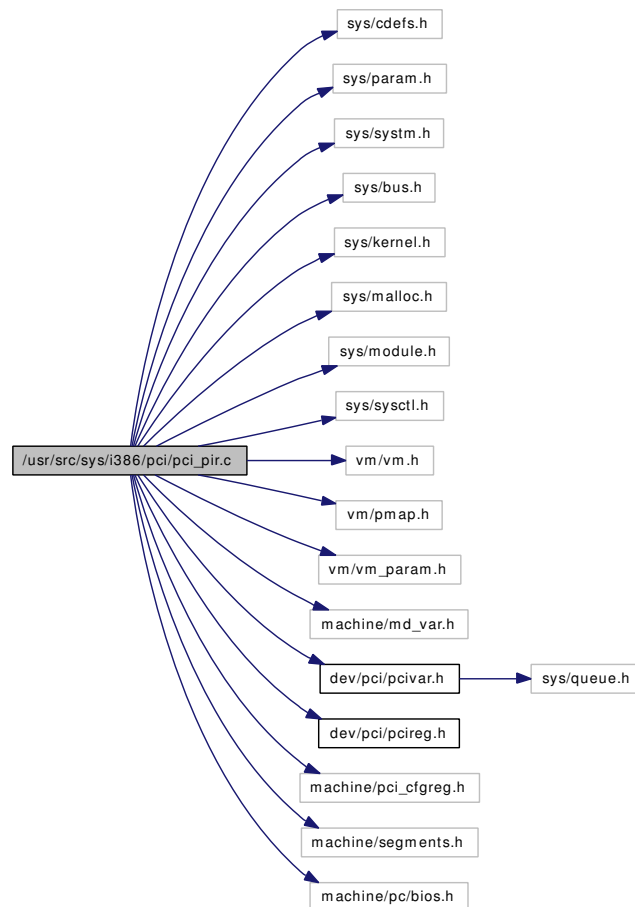 sys/cdefs.h
sys/param.h
sys/systm.h
sys/bus.h
sys/kernel.h
sys/malloc.h
sys/module.h
sys/sysctl.h
/usr/src/sys/i386/pci/pci_pir.c
vm/vm.h
vm/pmap.h
vm/vm_param.h
machine/md_var.h
dev/pci/pcivar.h
sys/queue.h
dev/pci/pcireg.h
machine/pci_cfgreg.h
machine/segments.h
machine/pc/bios.h